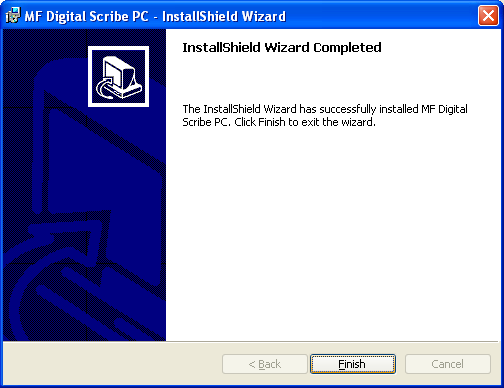 MF Digital Scribe PC - InstallShield Wizard
InstallShield Wizard Completed
The InstallShield Wizard has successfully installed MF Digital
Scribe PC. Click Finish to exit the wizard.
< Back Finish Cancel